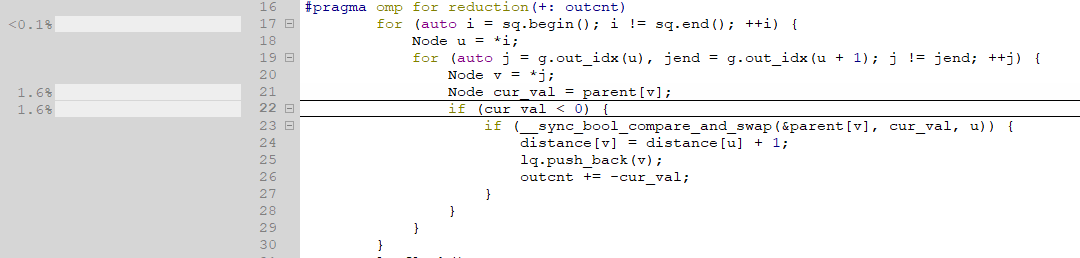 16 #pragma omp for reduction(+: outcnt)
<0.1% 17 for (auto i = sq.begin(); i != sq.end(); ++i) {
18 Node u = *i;
19 for (auto j = g.out_idx(u), jend = g.out_idx(u + 1); j != jend; ++j) {
20 Node v = *j;
1.6% 21 Node cur_val = parent[v];
1.6% 22 if (cur_val < 0) {
23 if (__sync_bool_compare_and_swap(&parent[v], cur_val, u)) {
24 distance[v] = distance[u] + 1;
25 lq.push_back(v);
26 outcnt += -cur_val;
27 }
28 }
29 }
30 }